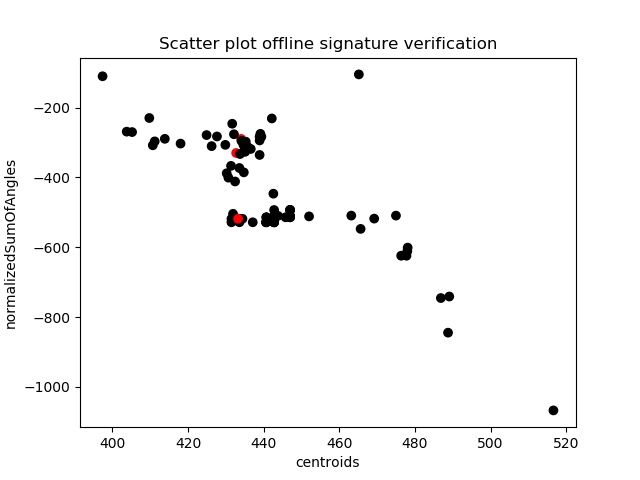 Scatter plot offline signature verification
normalizedSumOfAngles
−200
−400
−600
−800
−1000
400 420 440 460 480 500 520
centroids